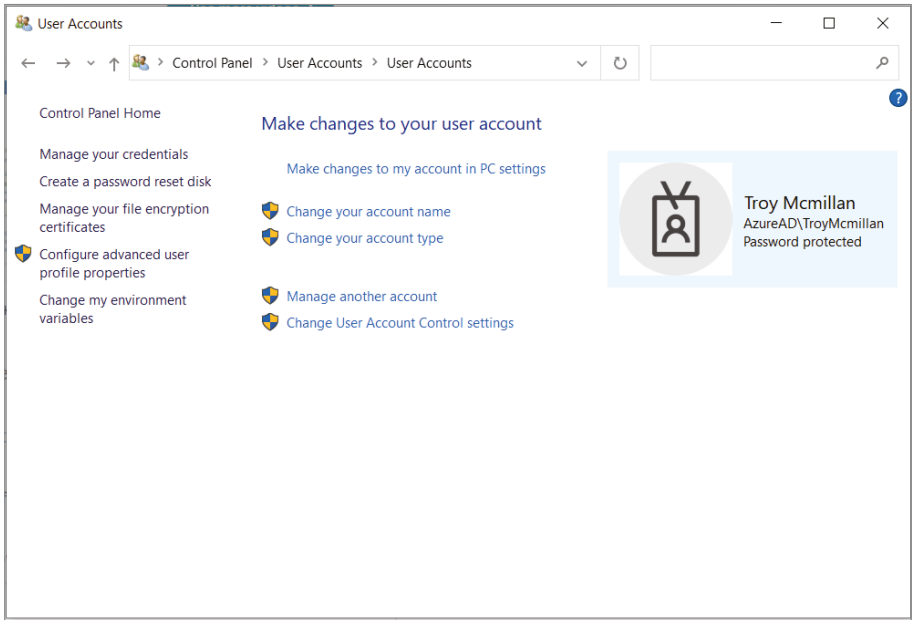 User Accounts
Control Panel > User Accounts > User Accounts
Control Panel Home
Manage your credentials
Create a password reset disk
Manage your file encryption
certificates
Configure advanced user
profile properties
Change my environment
variables
Make changes to your user account
Make changes to my account in PC settings
Change your account name
Change your account type
Manage another account
Change User Account Control settings
Troy Mcmillan
AzureAD\TroyMcmillan
Password protected
?